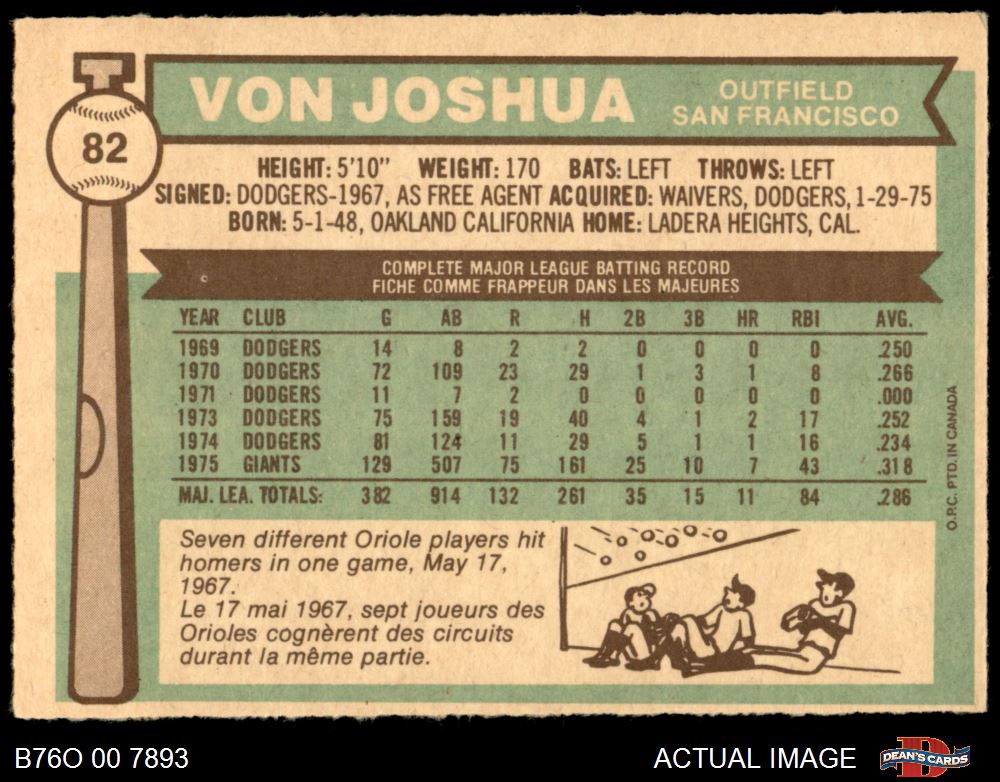 82
VON JOSHUA
OUTFIELD
SAN FRANCISCO
HEIGHT: 5'10" WEIGHT: 170 BATS: LEFT THROWS: LEFT
SIGNED: DODGERS-1967, AS FREE AGENT ACQUIRED: WAIVERS, DODGERS, 1-29-75
BORN: 5-1-48, OAKLAND CALIFORNIA HOME: LADERA HEIGHTS, CAL.
COMPLETE MAJOR LEAGUE BATTING RECORD
FICHE COMME FRAPPEUR DANS LES MAJEURES
YEAR CLUB G AB R H 2B 3B HR RBI AVG.
1969 DODGERS 14 8 2 2 0 0 0 0 .250
1970 DODGERS 72 109 23 29 1 3 1 8 .266
1971 DODGERS 11 7 2 0 0 0 0 0 .000
1973 DODGERS 75 159 19 40 4 1 2 17 .252
1974 DODGERS 81 124 11 29 5 1 1 16 .234
1975 GIANTS 129 507 75 161 25 10 7 43 .318
MAJ. LEA. TOTALS: 382 914 132 261 35 15 11 84 .286
O.P.C. PTD. IN CANADA
Seven different Oriole players hit
homers in one game, May 17,
1967.
Le 17 mai 1967, sept joueurs des
Orioles cognèrent des circuits
durant la même partie.
B76O 00 7893
ACTUAL IMAGE
DEAN'S CARDS